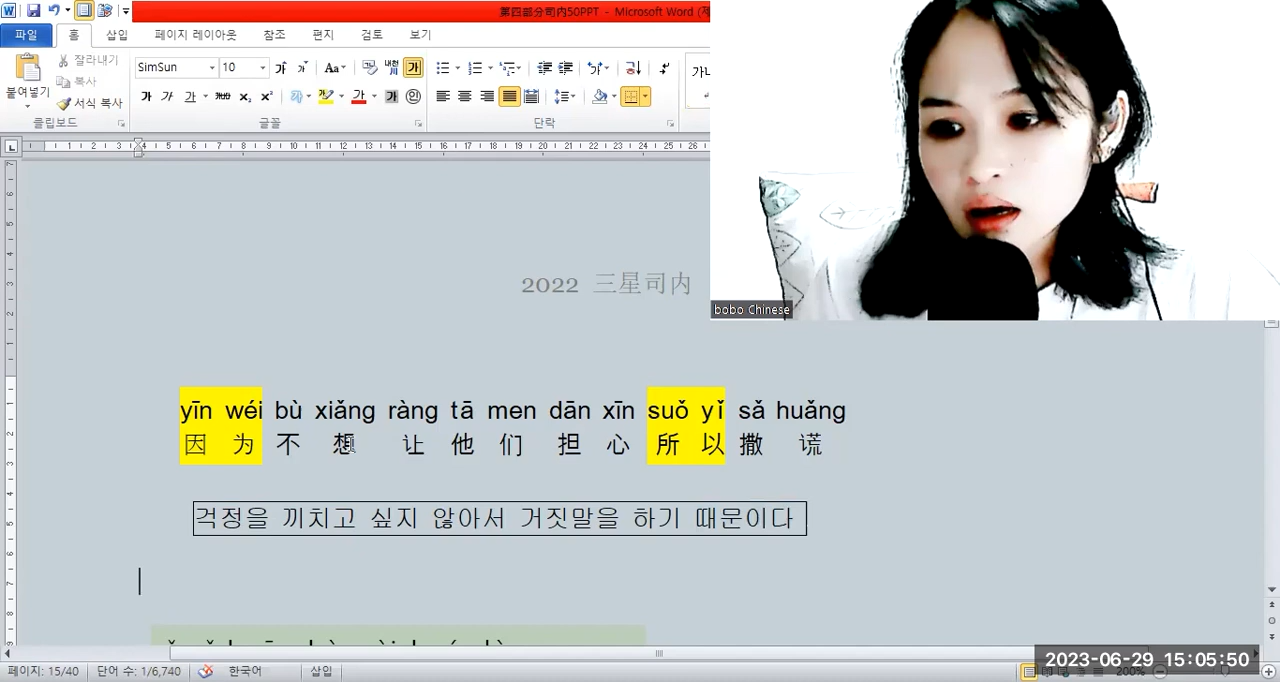 第四部分司内50PPT - Microsoft Word
파일 홈 삽입 페이지 레이아웃 참조 편지 검토 보기
붙여넣기
잘라내기
복사
서식 복사
SimSun 10
클립보드 글꼴 단락
2022 三星司内
bobo Chinese
yīn wéi bù xiǎng ràng tā men dān xīn suǒ yǐ sǎ huǎng
因为不想让他们担心所以撒谎
걱정을 끼치고 싶지 않아서 거짓말을 하기 때문이다
페이지: 15/40 단어 수: 1/6,740 한국어 삽입
200%
2023-06-29 15:05:50